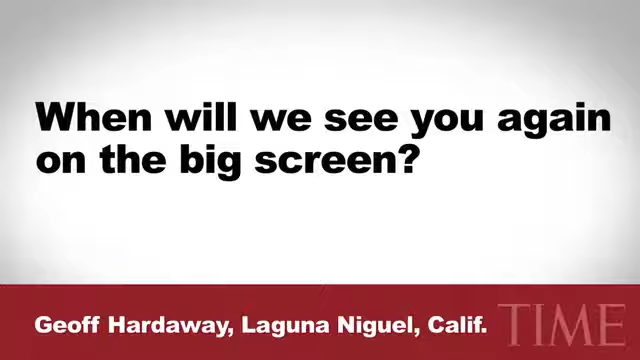 When will we see you again
on the big screen?
Geoff Hardaway, Laguna Niguel, Calif.
TIME